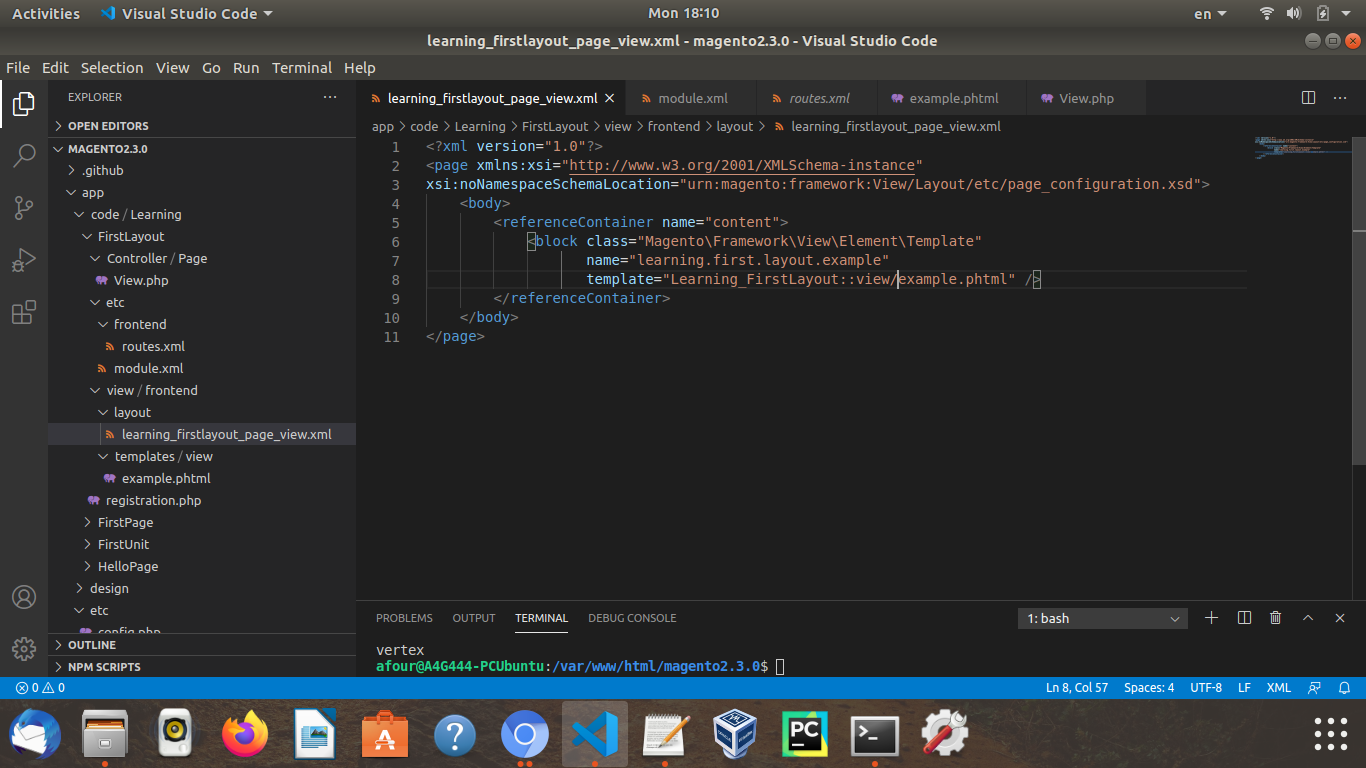 Activities Visual Studio Code Mon 18:10 en
learning_firstlayout_page_view.xml - magento2.3.0 - Visual Studio Code
File Edit Selection View Go Run Terminal Help
EXPLORER
OPEN EDITORS
MAGENTO2.3.0
.github
app
code / Learning
FirstLayout
Controller / Page
View.php
etc
frontend
routes.xml
module.xml
view / frontend
layout
learning_firstlayout_page_view.xml
templates / view
example.phtml
registration.php
FirstPage
FirstUnit
HelloPage
design
etc
config.php
OUTLINE
NPM SCRIPTS
learning_firstlayout_page_view.xml module.xml routes.xml example.phtml View.php
app > code > Learning > FirstLayout > view > frontend > layout > learning_firstlayout_page_view.xml
1 <?xml version="1.0"?>
2 <page xmlns:xsi="http://www.w3.org/2001/XMLSchema-instance"
3 xsi:noNamespaceSchemaLocation="urn:magento:framework:View/Layout/etc/page_configuration.xsd">
4 <body>
5 <referenceContainer name="content">
6 <block class="Magento\Framework\View\Element\Template"
7 name="learning.first.layout.example"
8 template="Learning_FirstLayout::view/example.phtml" />
9 </referenceContainer>
10 </body>
11 </page>
PROBLEMS OUTPUT TERMINAL DEBUG CONSOLE 1: bash
vertex
afour@A4G444-PCUbuntu:/var/www/html/magento2.3.0$
0 0 Ln 8, Col 57 Spaces: 4 UTF-8 LF XML
PC